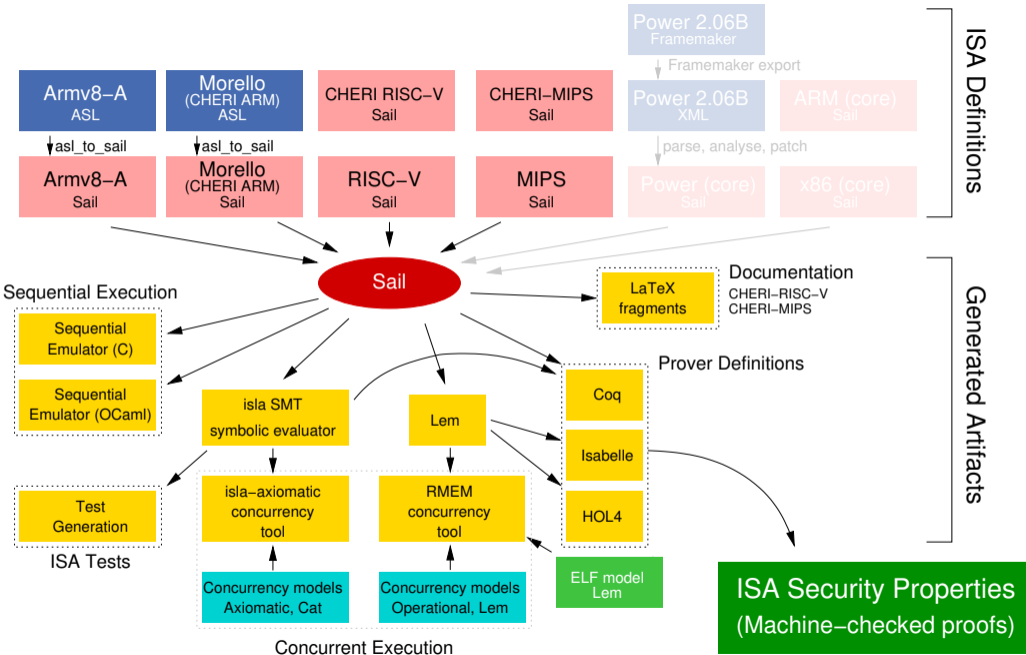 Power 2.06B
Framemaker
ISA Definitions
Framemaker export
Armv8−A
ASL
Morello
(CHERI ARM)
ASL
CHERI RISC−V
Sail
CHERI−MIPS
Sail
Power 2.06B
XML
ARM (core)
Sail
asl_to_sail
asl_to_sail
parse, analyse, patch
Armv8−A
Sail
Morello
(CHERI ARM)
Sail
RISC−V
Sail
MIPS
Sail
Power (core)
Sail
x86 (core)
Sail
Sail
Generated Artifacts
Documentation
CHERI−RISC−V
CHERI−MIPS
LaTeX
fragments
Sequential Execution
Sequential
Emulator (C)
Sequential
Emulator (OCaml)
Prover Definitions
isla SMT
symbolic evaluator
Lem
Coq
Isabelle
HOL4
Test
Generation
ISA Tests
isla−axiomatic
concurrency
tool
RMEM
concurrency
tool
Concurrency models
Axiomatic, Cat
Concurrency models
Operational, Lem
ELF model
Lem
Concurrent Execution
ISA Security Properties
(Machine−checked proofs)